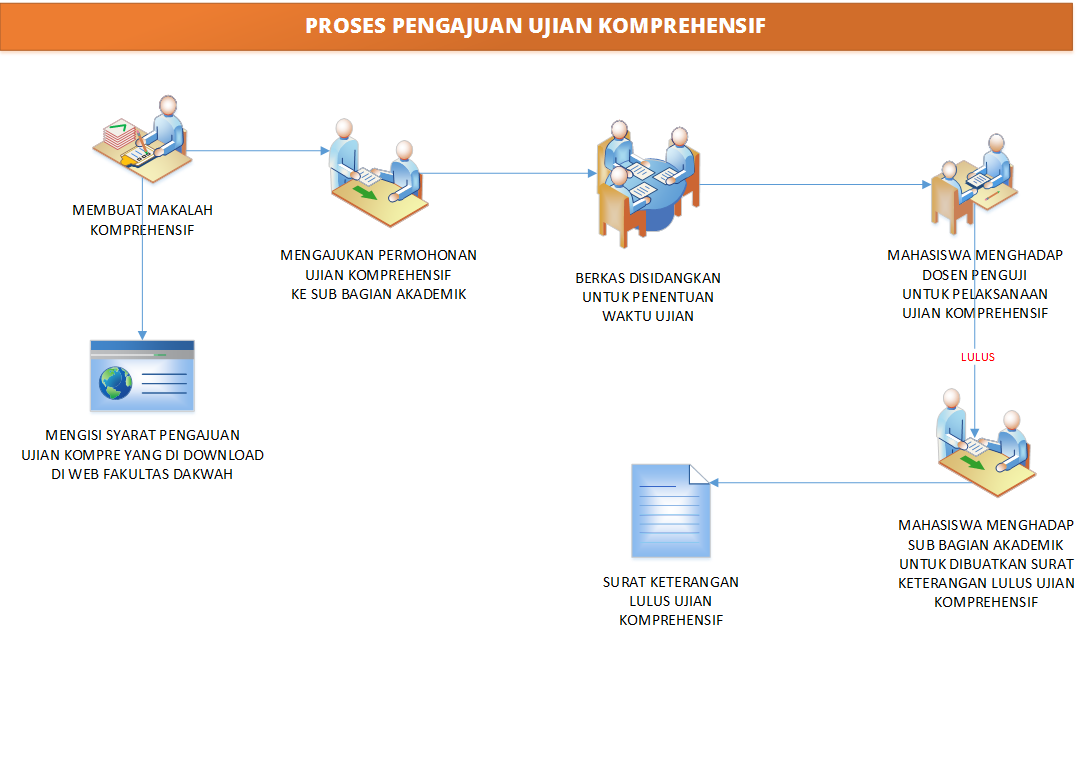 PROSES PENGAJUAN UJIAN KOMPREHENSIF
MEMBUAT MAKALAH
KOMPREHENSIF
MENGAJUKAN PERMOHONAN
UJIAN KOMPREHENSIF
KE SUB BAGIAN AKADEMIK
BERKAS DISIDANGKAN
UNTUK PENENTUAN
WAKTU UJIAN
MAHASISWA MENGHADAP
DOSEN PENGUJI
UNTUK PELAKSANAAN
UJIAN KOMPREHENSIF
LULUS
MENGISI SYARAT PENGAJUAN
UJIAN KOMPRE YANG DI DOWNLOAD
DI WEB FAKULTAS DAKWAH
MAHASISWA MENGHADAP
SUB BAGIAN AKADEMIK
UNTUK DIBUATKAN SURAT
KETERANGAN LULUS UJIAN
KOMPREHENSIF
SURAT KETERANGAN
LULUS UJIAN
KOMPREHENSIF